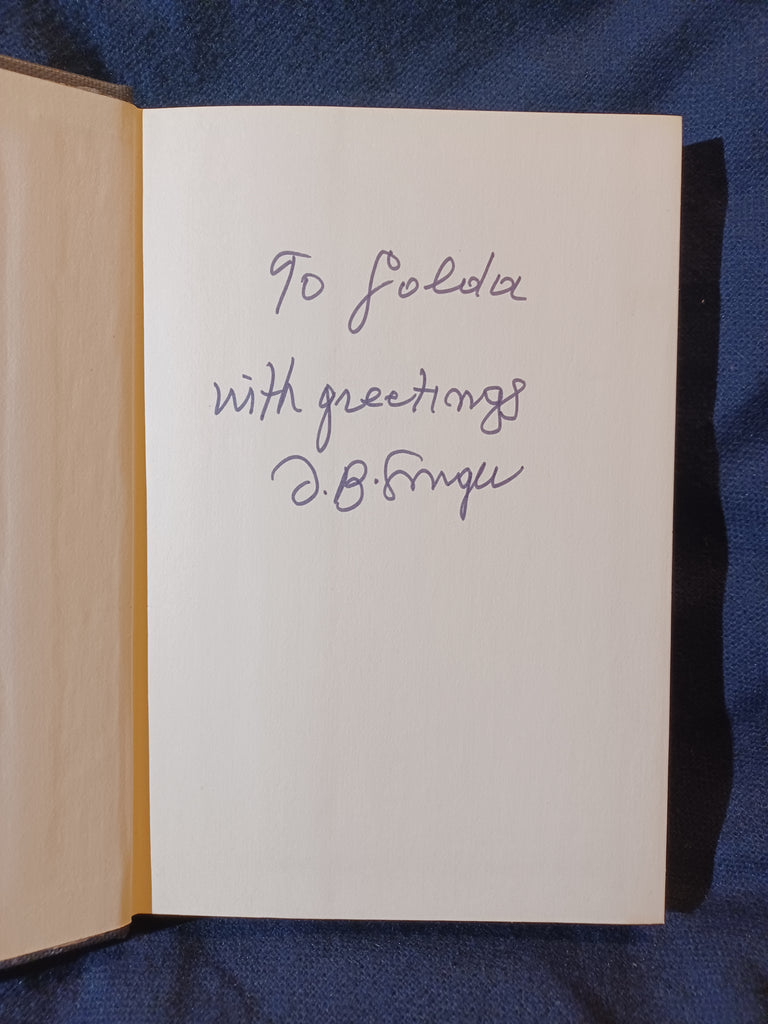 To Golda
with greetings
I.B. Singer